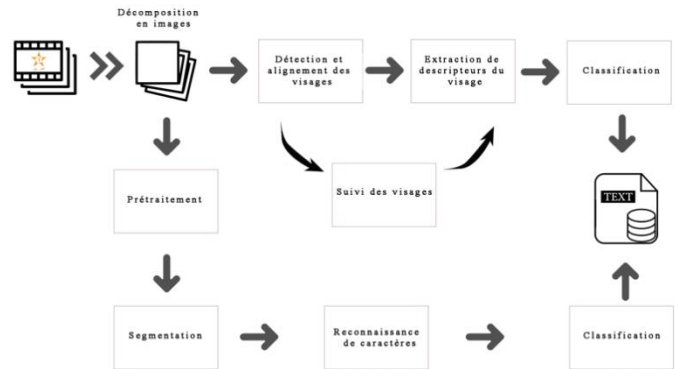 Décomposition
en images
Détection et
alignement des
visages
Extraction de
descripteurs du
visage
Classification
Suivi des visages
Prétraitement
TEXT
Segmentation
Reconnaissance
de caractères
Classification